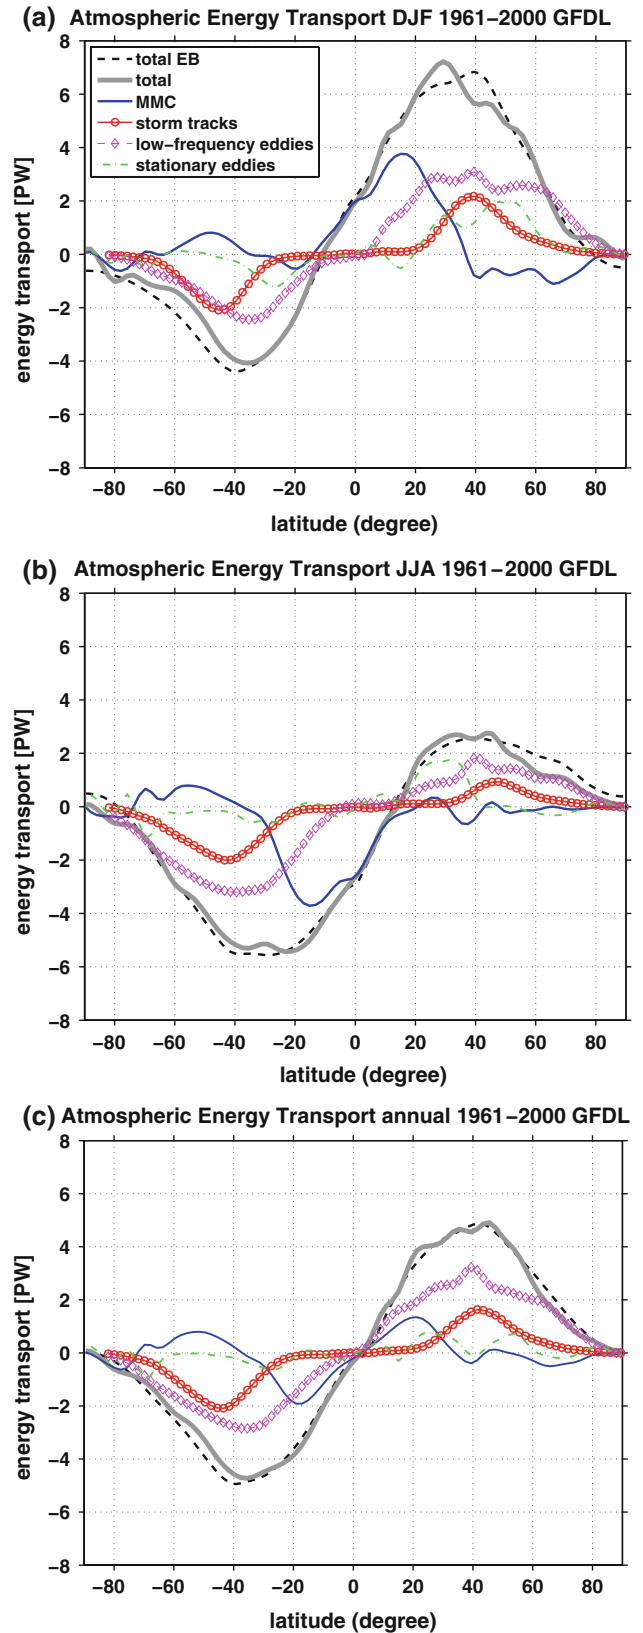 (a) Atmospheric Energy Transport DJF 1961−2000 GFDL
8
6
4
2
0
−2
−4
−6
−8
energy transport [PW]
total EB
total
MMC
storm tracks
low−frequency eddies
stationary eddies
−80 −60 −40 −20 0 20 40 60 80
latitude (degree)
(b) Atmospheric Energy Transport JJA 1961−2000 GFDL
8
6
4
2
0
−2
−4
−6
−8
energy transport [PW]
−80 −60 −40 −20 0 20 40 60 80
latitude (degree)
(c) Atmospheric Energy Transport annual 1961−2000 GFDL
8
6
4
2
0
−2
−4
−6
−8
energy transport [PW]
−80 −60 −40 −20 0 20 40 60 80
latitude (degree)